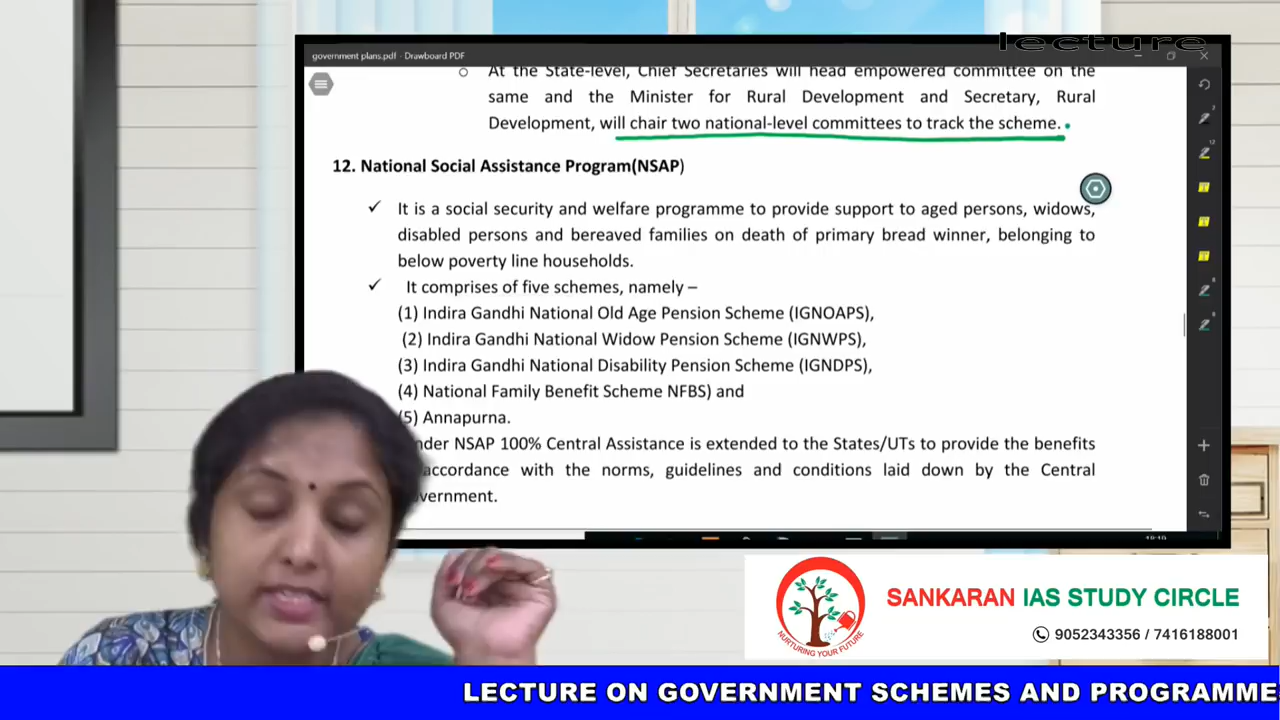 lecture
government plans.pdf - Drawboard PDF
At the State-level, Chief Secretaries will head empowered committee on the
same and the Minister for Rural Development and Secretary, Rural
Development, will chair two national-level committees to track the scheme.
12. National Social Assistance Program(NSAP)
It is a social security and welfare programme to provide support to aged persons, widows,
disabled persons and bereaved families on death of primary bread winner, belonging to
below poverty line households.
It comprises of five schemes, namely –
(1) Indira Gandhi National Old Age Pension Scheme (IGNOAPS),
(2) Indira Gandhi National Widow Pension Scheme (IGNWPS),
(3) Indira Gandhi National Disability Pension Scheme (IGNDPS),
(4) National Family Benefit Scheme NFBS) and
(5) Annapurna.
NSAP 100% Central Assistance is extended to the States/UTs to provide the benefits
accordance with the norms, guidelines and conditions laid down by the Central
NURTURING YOUR FUTURE
SANKARAN IAS STUDY CIRCLE
9052343356 / 7416188001
LECTURE ON GOVERNMENT SCHEMES AND PROGRAMME